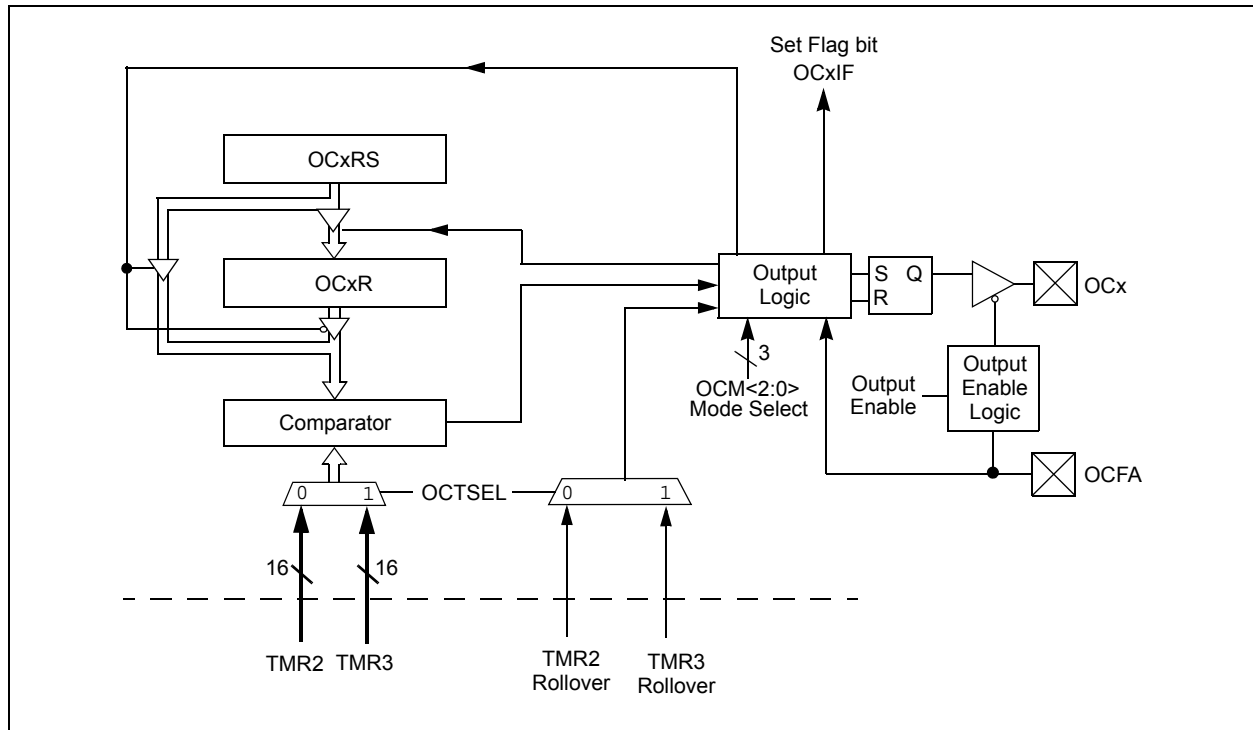 Set Flag bit
OCxIF
OCxRS
OCxR
Output
Logic
S Q
R
OCx
3
OCM<2:0>
Mode Select
Output
Enable
Output
Enable
Logic
Comparator
OCFA
0 1
OCTSEL
0 1
16
16
TMR2
TMR3
TMR2
Rollover
TMR3
Rollover